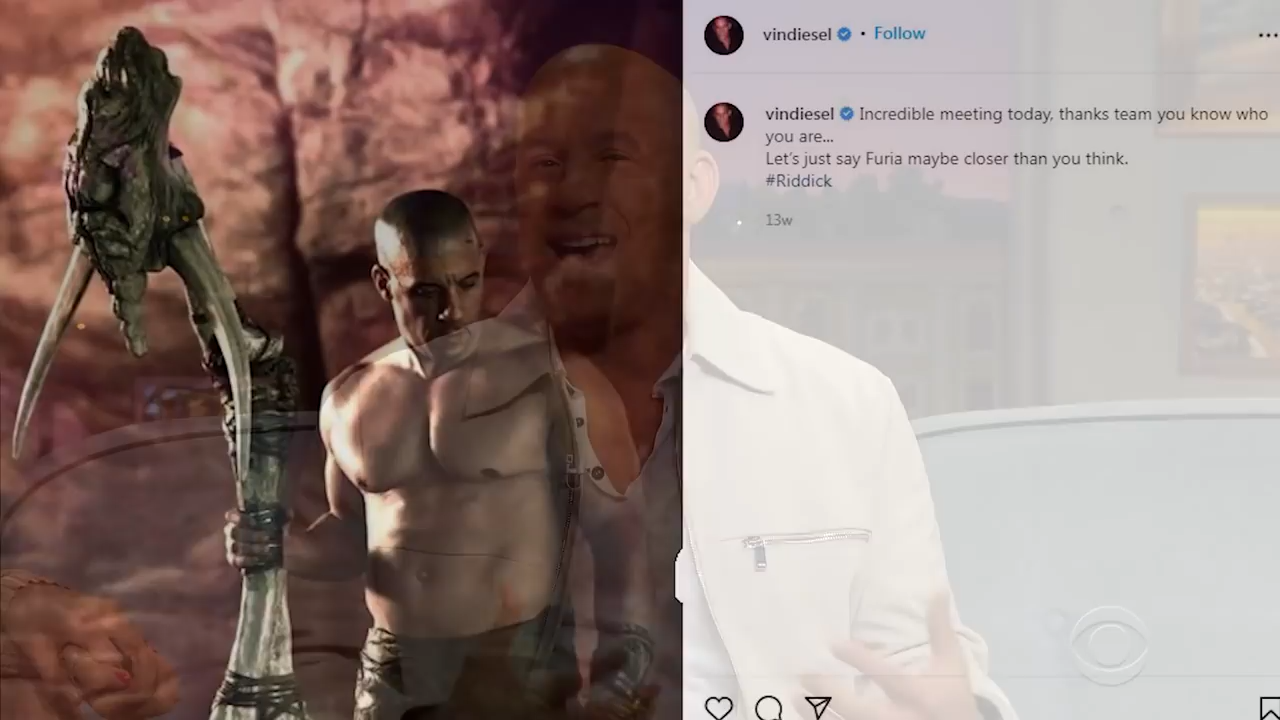 vindiesel • Follow
vindiesel Incredible meeting today, thanks team you know who
you are...
Let's just say Furia maybe closer than you think.
#Riddick
13w